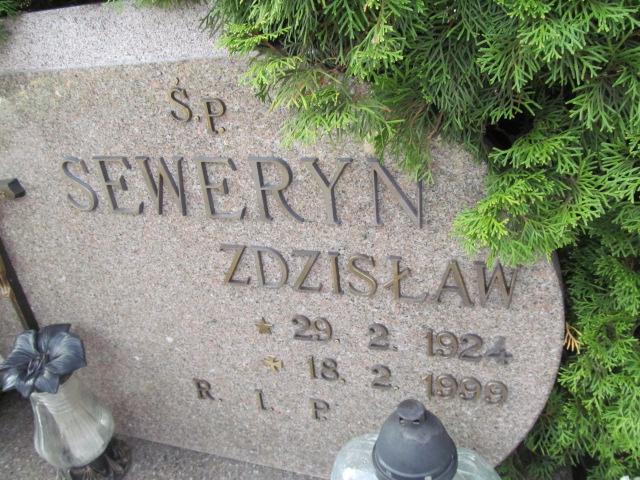 Ś.P.
SEWERYN
ZDZISŁAW
29. 2. 1924
18. 2. 1999
R. I. P.